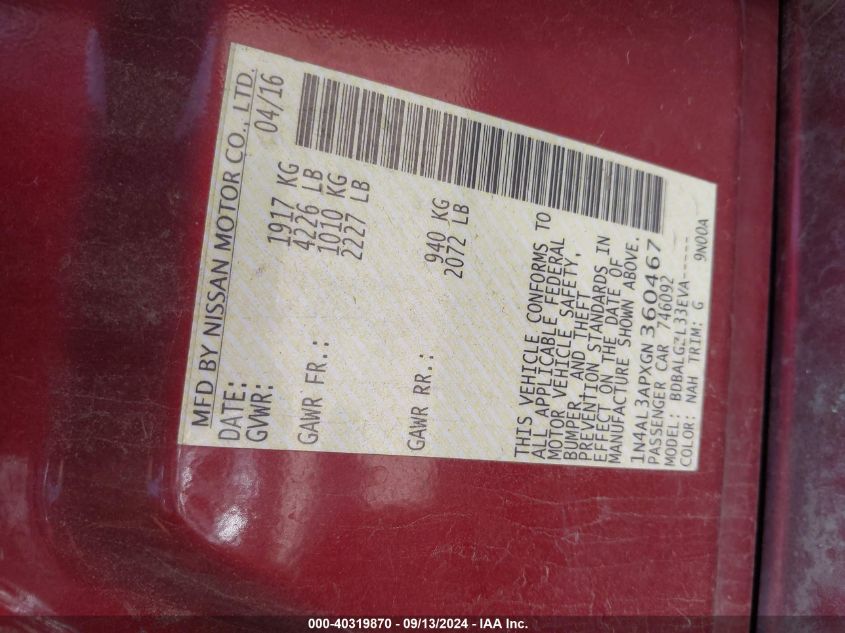 MFD BY NISSAN MOTOR CO., LTD.
DATE: 04/16
GVWR: 1917 KG
4226 LB
GAWR FR.: 1010 KG
2227 LB
GAWR RR.: 940 KG
2072 LB
THIS VEHICLE CONFORMS TO
ALL APPLICABLE FEDERAL
MOTOR VEHICLE SAFETY,
BUMPER, AND THEFT
PREVENTION STANDARDS IN
EFFECT ON THE DATE OF
MANUFACTURE SHOWN ABOVE.
1N4AL3APXGN360467
PASSENGER CAR 746092
MODEL: BDBALGZL33EVA------
COLOR: NAH TRIM: G 9N00A
000-40319870 - 09/13/2024 - IAA Inc.